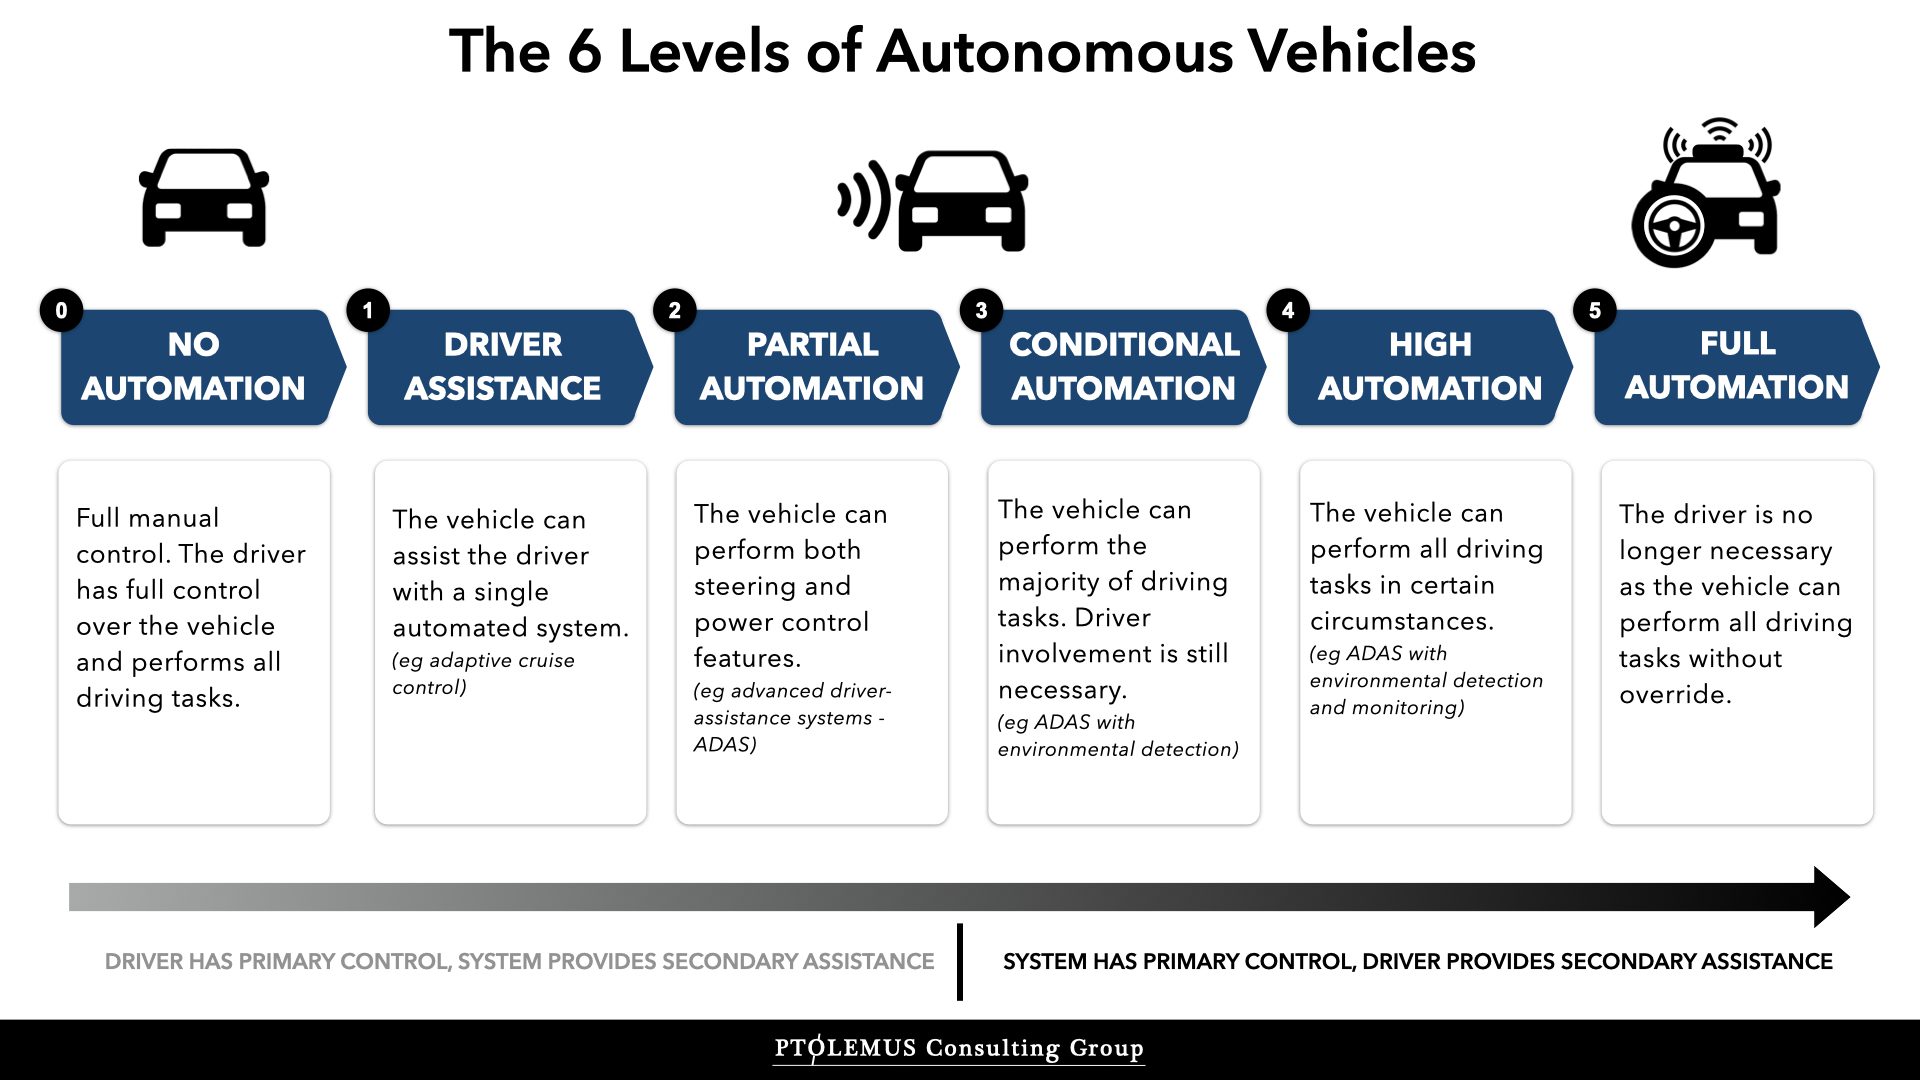 The 6 Levels of Autonomous Vehicles
0
NO
AUTOMATION
Full manual
control. The driver
has full control
over the vehicle
and performs all
driving tasks.
1
DRIVER
ASSISTANCE
The vehicle can
assist the driver
with a single
automated system.
(eg adaptive cruise
control)
2
PARTIAL
AUTOMATION
The vehicle can
perform both
steering and
power control
features.
(eg advanced driver-
assistance systems -
ADAS)
3
CONDITIONAL
AUTOMATION
The vehicle can
perform the
majority of driving
tasks. Driver
involvement is still
necessary.
(eg ADAS with
environmental detection)
4
HIGH
AUTOMATION
The vehicle can
perform all driving
tasks in certain
circumstances.
(eg ADAS with
environmental detection
and monitoring)
5
FULL
AUTOMATION
The driver is no
longer necessary
as the vehicle can
perform all driving
tasks without
override.
DRIVER HAS PRIMARY CONTROL, SYSTEM PROVIDES SECONDARY ASSISTANCE
SYSTEM HAS PRIMARY CONTROL, DRIVER PROVIDES SECONDARY ASSISTANCE
PTOLEMUS Consulting Group